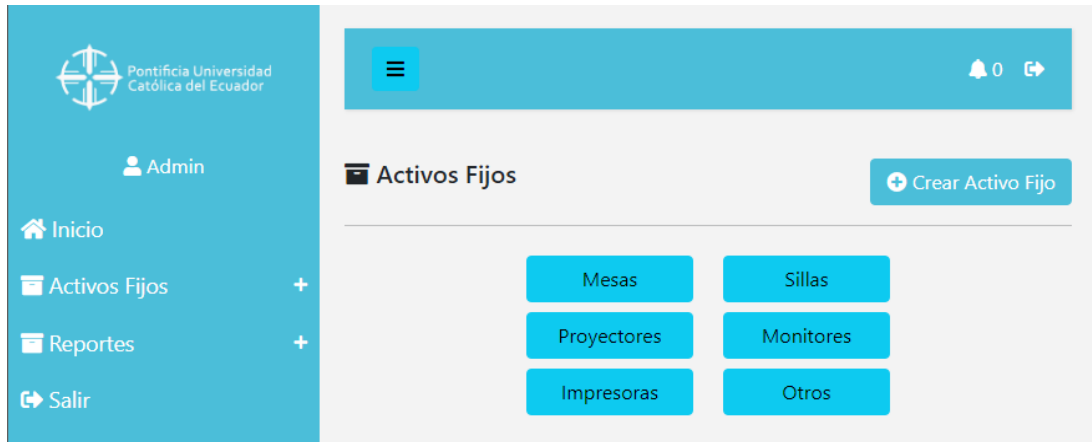 Pontificia Universidad
Católica del Ecuador
Admin
Inicio
Activos Fijos
Reportes
Salir
0
Activos Fijos
Crear Activo Fijo
Mesas
Sillas
Proyectores
Monitores
Impresoras
Otros